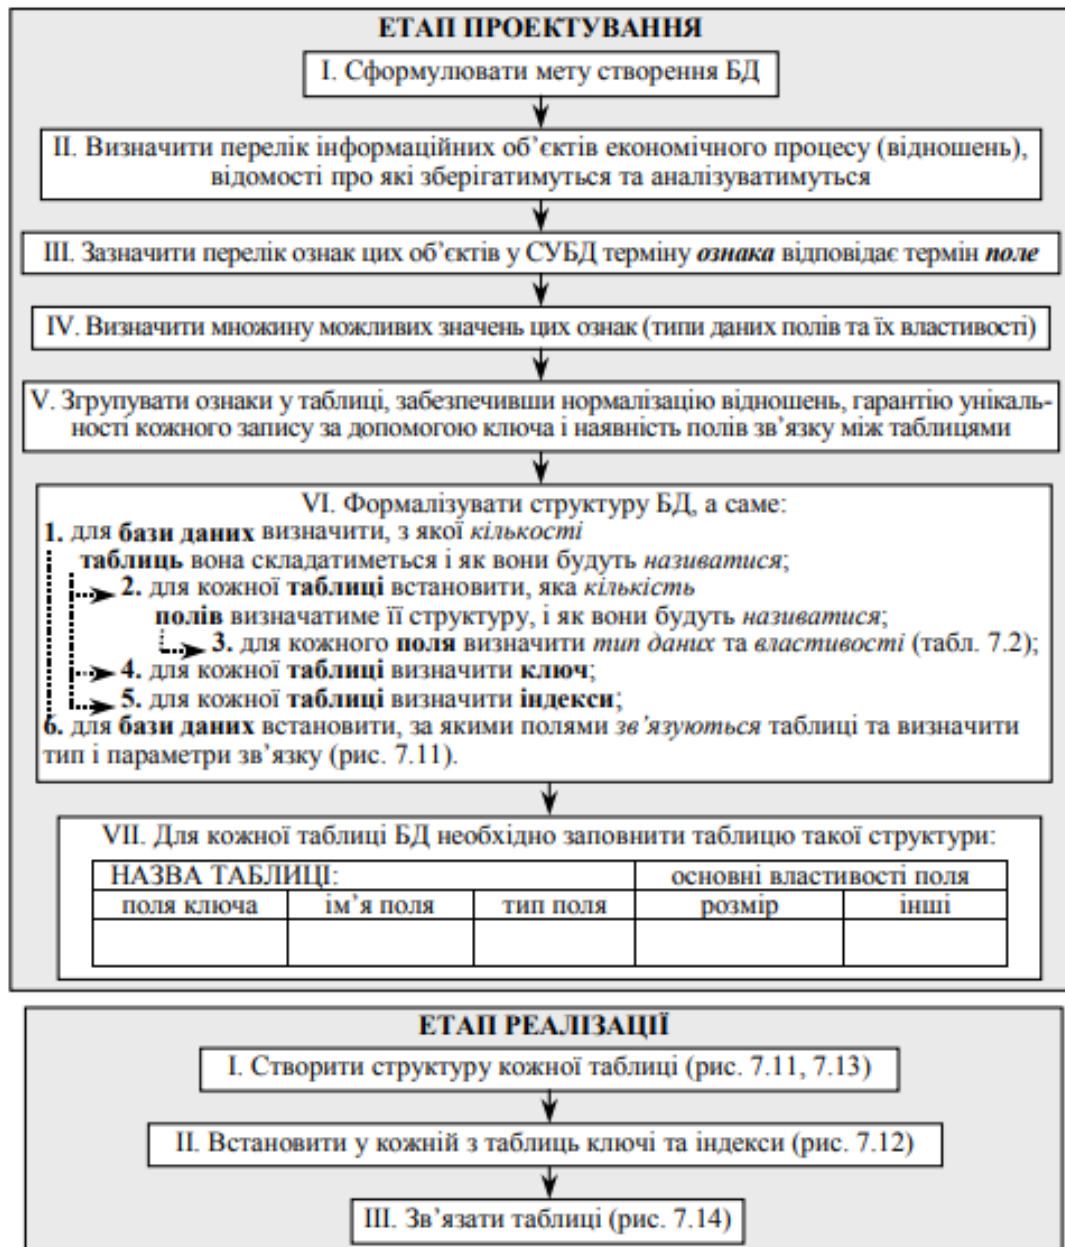 ЕТАП ПРОЕКТУВАННЯ
І. Сформулювати мету створення БД
ІІ. Визначити перелік інформаційних об’єктів економічного процесу (відношень),
відомості про які зберігатимуться та аналізуватимуться
ІІІ. Зазначити перелік ознак цих об’єктів у СУБД терміну ознака відповідає термін поле
IV. Визначити множину можливих значень цих ознак (типи даних полів та їх властивості)
V. Згрупувати ознаки у таблиці, забезпечивши нормалізацію відношень, гарантію унікаль-
ності кожного запису за допомогою ключа і наявність полів зв’язку між таблицями
VI. Формалізувати структуру БД, а саме:
1. для бази даних визначити, з якої кількості
таблиць вона складатиметься і як вони будуть називатися;
2. для кожної таблиці встановити, яка кількість
полів визначатиме її структуру, і як вони будуть називатися;
3. для кожного поля визначити тип даних та властивості (табл. 7.2);
4. для кожної таблиці визначити ключ;
5. для кожної таблиці визначити індекси;
6. для бази даних встановити, за якими полями зв’язуються таблиці та визначити
тип і параметри зв’язку (рис. 7.11).
VII. Для кожної таблиці БД необхідно заповнити таблицю такої структури:
НАЗВА ТАБЛИЦІ: основні властивості поля
поля ключа ім’я поля тип поля розмір інші
ЕТАП РЕАЛІЗАЦІЇ
І. Створити структуру кожної таблиці (рис. 7.11, 7.13)
ІІ. Встановити у кожній з таблиць ключі та індекси (рис. 7.12)
ІІІ. Зв’язати таблиці (рис. 7.14)